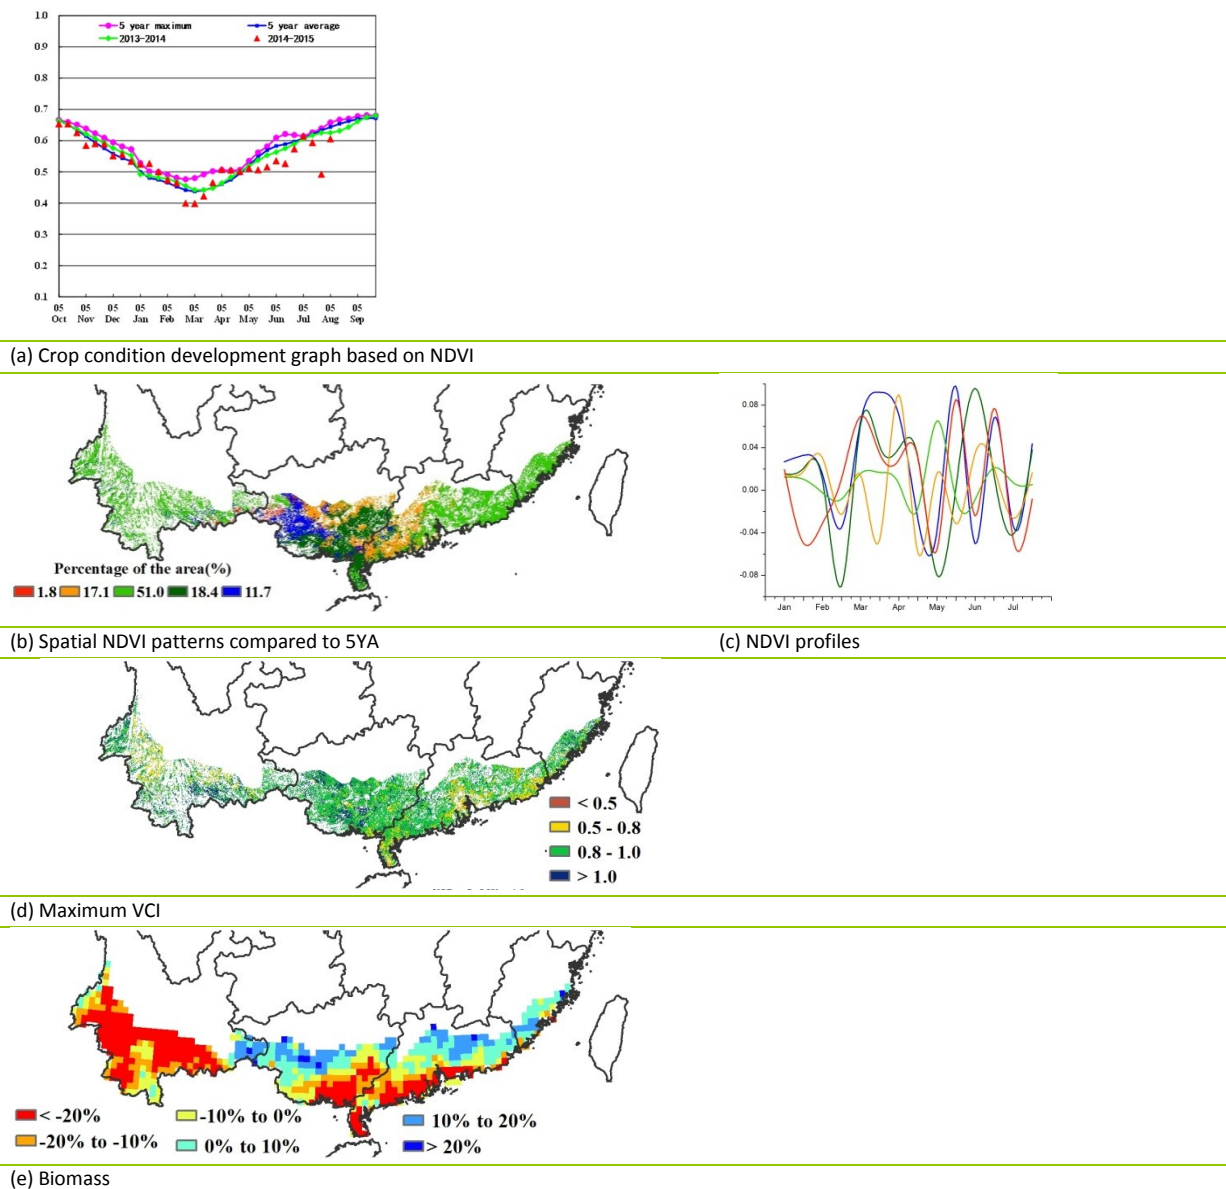 1.0
5 year maximum 5 year average
2013-2014 2014-2015
0.9
0.8
0.7
0.6
0.5
0.4
0.3
0.2
0.1
05 05 05 05 05 05 05 05 05 05 05 05
Oct Nov Dec Jan Feb Mar Apr May Jun Jul Aug Sep
(a) Crop condition development graph based on NDVI
Percentage of the area(%)
1.8 17.1 51.0 18.4 11.7
0.08
0.04
0.00
-0.04
-0.08
Jan Feb Mar Apr May Jun Jul
(b) Spatial NDVI patterns compared to 5YA (c) NDVI profiles
< 0.5
0.5 - 0.8
0.8 - 1.0
> 1.0
(d) Maximum VCI
< -20% -10% to 0% 10% to 20%
-20% to -10% 0% to 10% > 20%
(e) Biomass